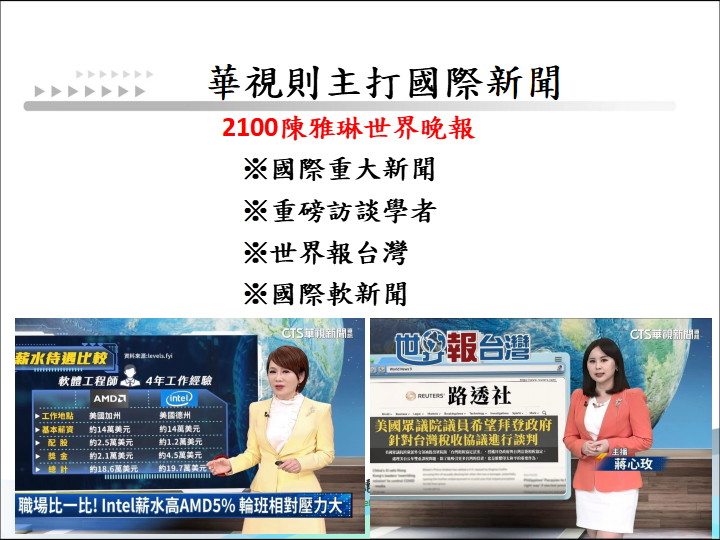 華視則主打國際新聞
2100陳雅琳世界晚報
※國際重大新聞
※重磅訪談學者
※世界報台灣
※國際軟新聞
CTS華視新聞
薪水待遇比較
資料來源:levels.fyi
軟體工程師 4年工作經驗
AMD intel
工作地點 美國加州 美國德州
基本薪資 約14萬美元 約14萬美元
配股 約2.5萬美元 約1.2萬美元
獎金 約2.1萬美元 約4.5萬美元
總計 約18.6萬美元 約19.7萬美元
職場比一比! Intel薪水高AMD5% 輪班相對壓力大
CTS華視新聞
世界報台灣
World News
REUTERS 路透社
美國眾議院議員希望拜登政府
針對台灣稅收協議進行談判
主播
蔣心玫